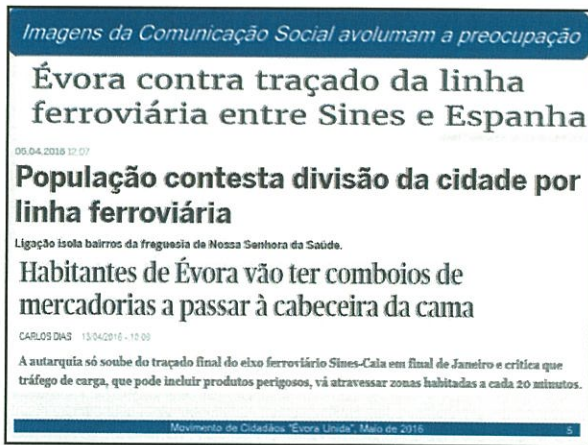 Imagens da Comunicação Social avolumam a preocupação
Évora contra traçado da linha
ferroviária entre Sines e Espanha
06.04.2016 12:07
População contesta divisão da cidade por
linha ferroviária
Ligação isola bairros da freguesia de Nossa Senhora da Saúde.
Habitantes de Évora vão ter comboios de
mercadorias a passar à cabeceira da cama
CARLOS DIAS 13/04/2016 - 10:09
A autarquia só soube do traçado final do eixo ferroviário Sines-Caia em final de Janeiro e critica que
tráfego de carga, que pode incluir produtos perigosos, vá atravessar zonas habitadas a cada 20 minutos.
Movimento de Cidadãos "Évora Unida", Maio de 2016 5